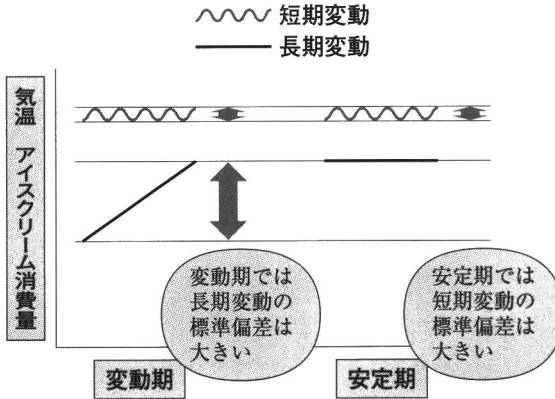 短期変動
長期変動
気温 アイスクリーム消費量
変動期では
長期変動の
標準偏差は
大きい
安定期では
短期変動の
標準偏差は
大きい
変動期
安定期